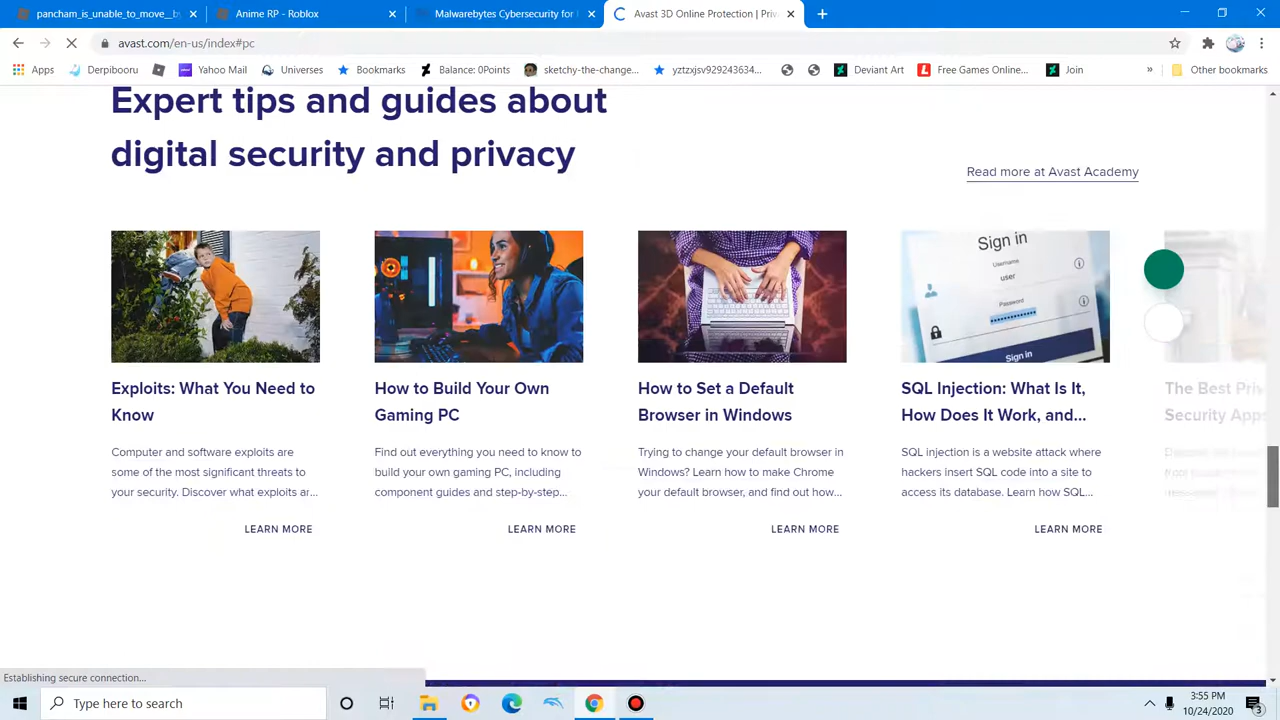 pancham_is_unable_to_move__b
Anime RP - Roblox
Malwarebytes Cybersecurity for
Avast 3D Online Protection | Priv
avast.com/en-us/index#pc
Apps
Derpibooru
Yahoo Mail
Universes
Bookmarks
Balance: 0Points
sketchy-the-change...
yztzxjsv929243634...
Deviant Art
Free Games Online...
Join
»
Other bookmarks
Expert tips and guides about
digital security and privacy
Read more at Avast Academy
Sign in
Username
user
Password
Sign in
Exploits: What You Need to
Know
Computer and software exploits are
some of the most significant threats to
your security. Discover what exploits ar...
LEARN MORE
How to Build Your Own
Gaming PC
Find out everything you need to know to
build your own gaming PC, including
component guides and step-by-step...
LEARN MORE
How to Set a Default
Browser in Windows
Trying to change your default browser in
Windows? Learn how to make Chrome
your default browser, and find out how...
LEARN MORE
SQL Injection: What Is It,
How Does It Work, and...
SQL injection is a website attack where
hackers insert SQL code into a site to
access its database. Learn how SQL...
LEARN MORE
The Best Pri
Security Apps
Establishing secure connection...
Type here to search
3:55 PM
10/24/2020
3